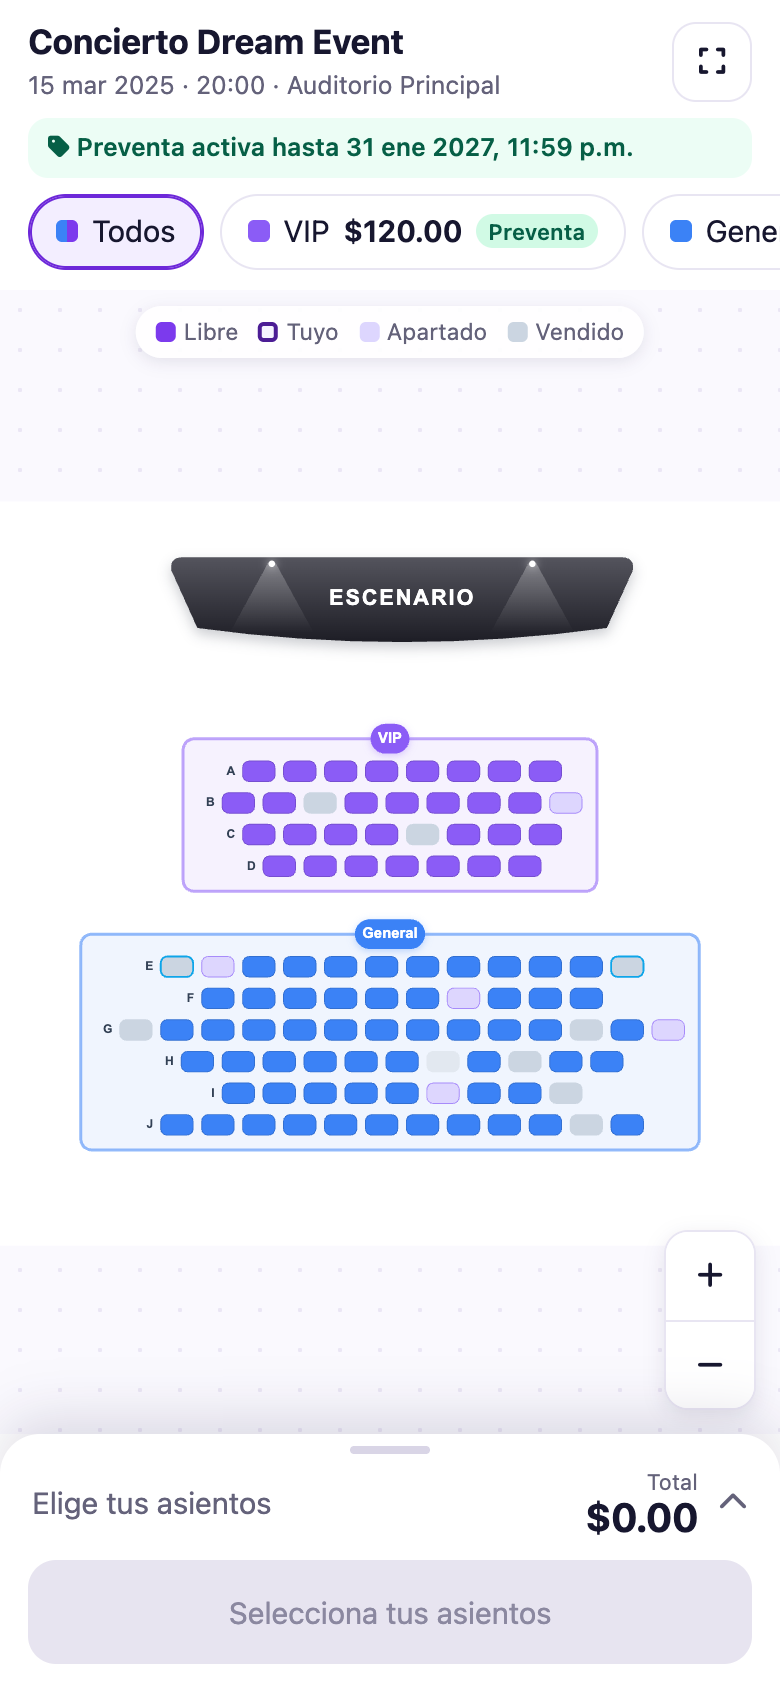 Concierto Dream Event
15 mar 2025 · 20:00 · Auditorio Principal
Preventa activa hasta 31 ene 2027, 11:59 p.m.
Todos
VIP $120.00 Preventa
Gene
Libre Tuyo Apartado Vendido
ESCENARIO
VIP
A
B
C
D
General
E
F
G
H
I
J
+
−
Elige tus asientos
Total
$0.00
Selecciona tus asientos